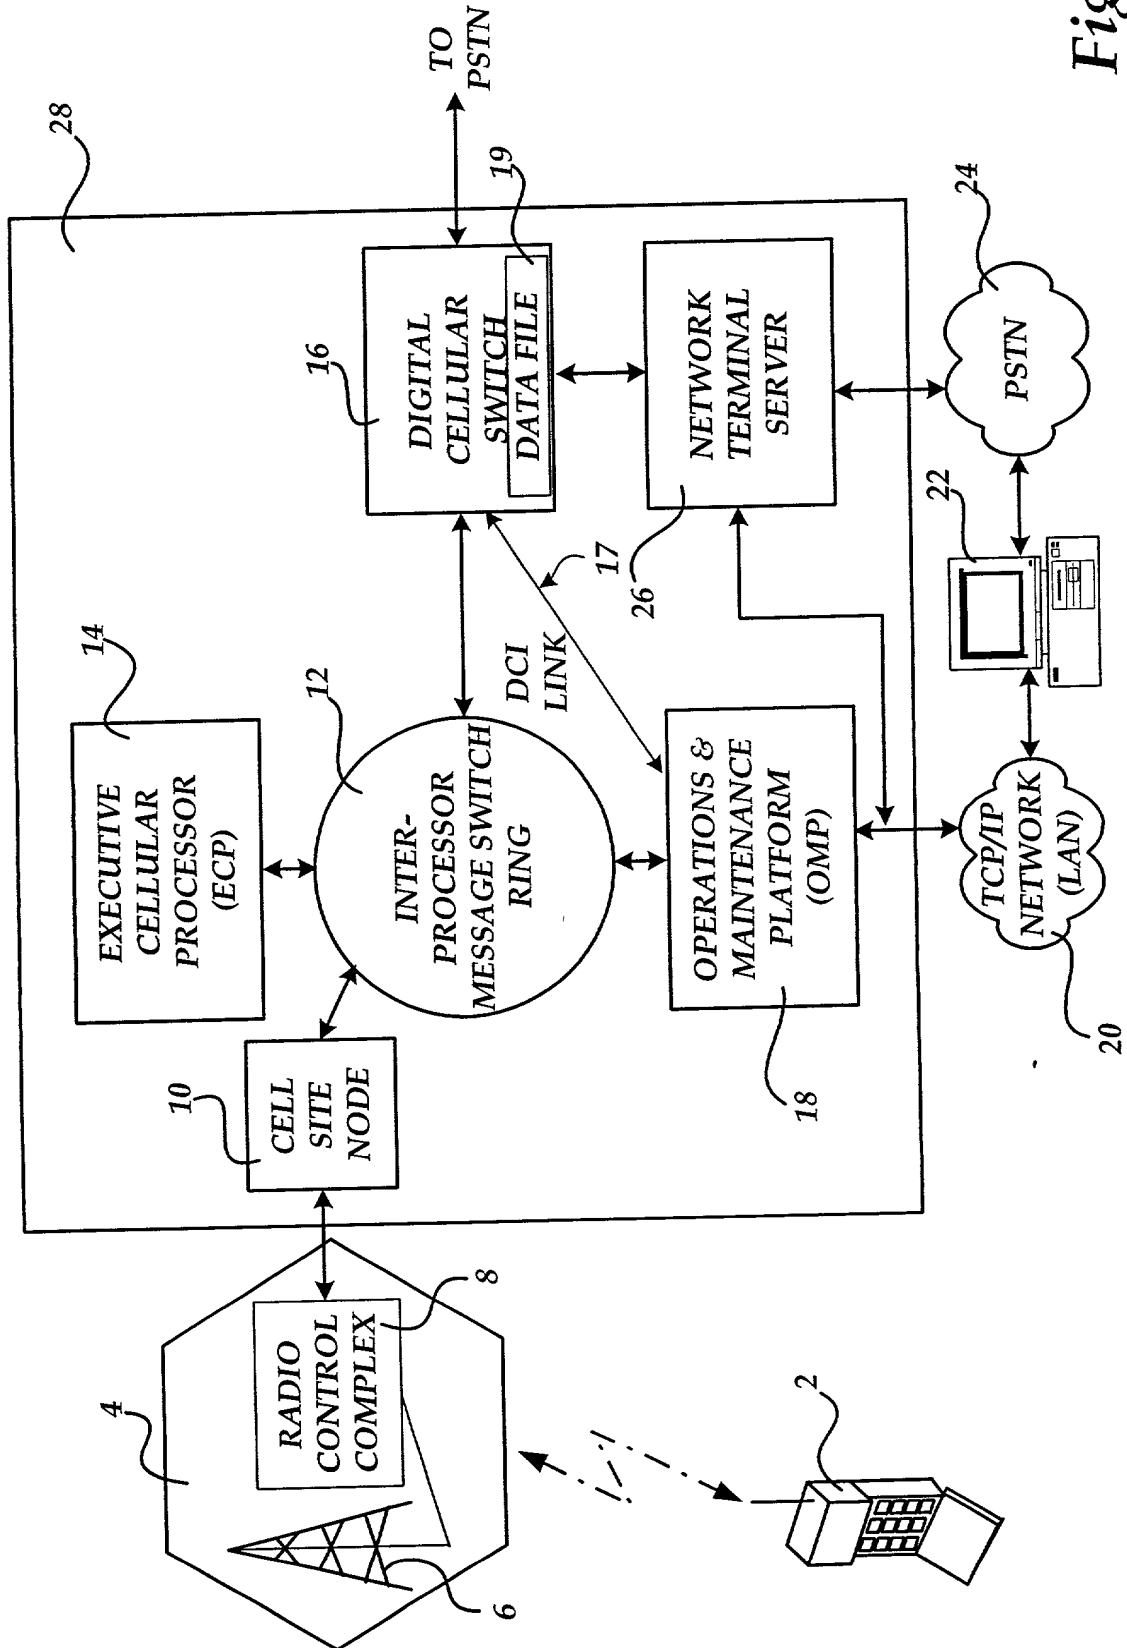 28
14
EXECUTIVE
CELLULAR
PROCESSOR
(ECP)
10
CELL
SITE
NODE
4
RADIO
CONTROL
COMPLEX
8
6
2
12
INTER-
PROCESSOR
MESSAGE SWITCH
RING
16
DIGITAL
CELLULAR
SWITCH
DATA FILE
19
TO
PSTN
DCI
LINK
17
18
OPERATIONS &
MAINTENANCE
PLATFORM
(OMP)
26
NETWORK
TERMINAL
SERVER
20
TCP/IP
NETWORK
(LAN)
22
24
PSTN
Fig